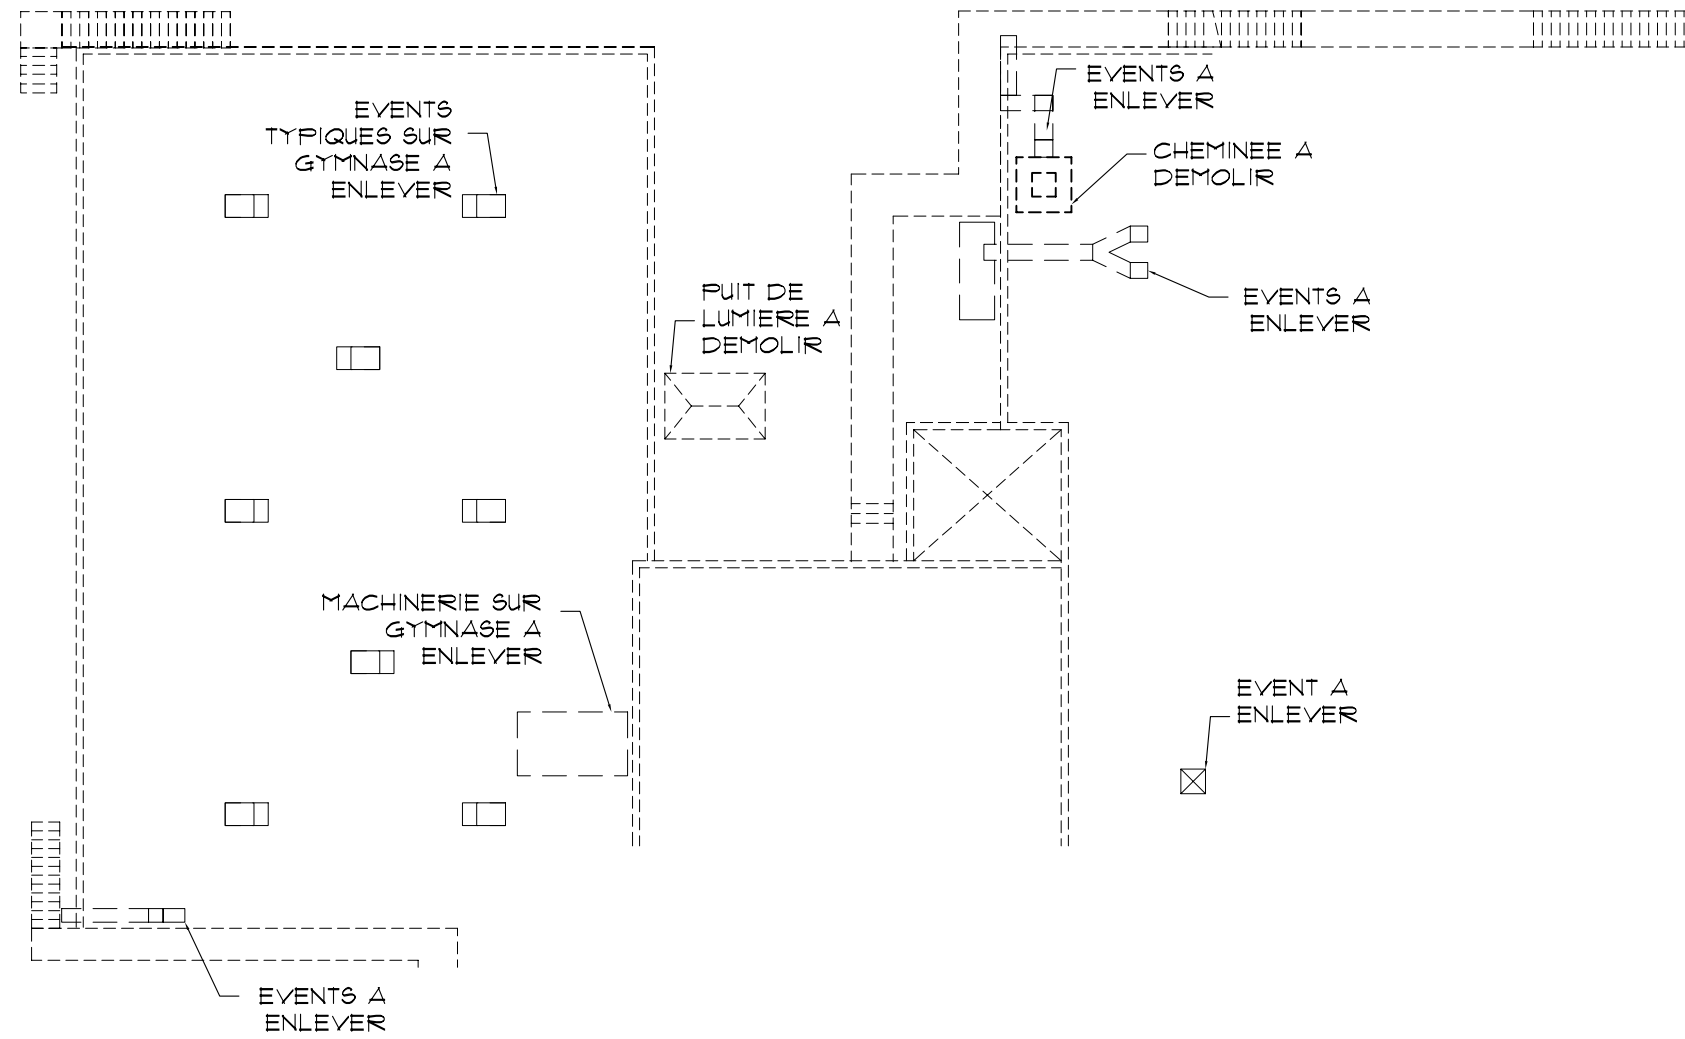 EVENTS
TYPIQUES SUR
GYMNASE A
ENLEVER
EVENTS A
ENLEVER
CHEMINEE A
DEMOLIR
PUIT DE
LUMIERE A
DEMOLIR
EVENTS A
ENLEVER
MACHINERIE SUR
GYMNASE A
ENLEVER
EVENT A
ENLEVER
EVENTS A
ENLEVER